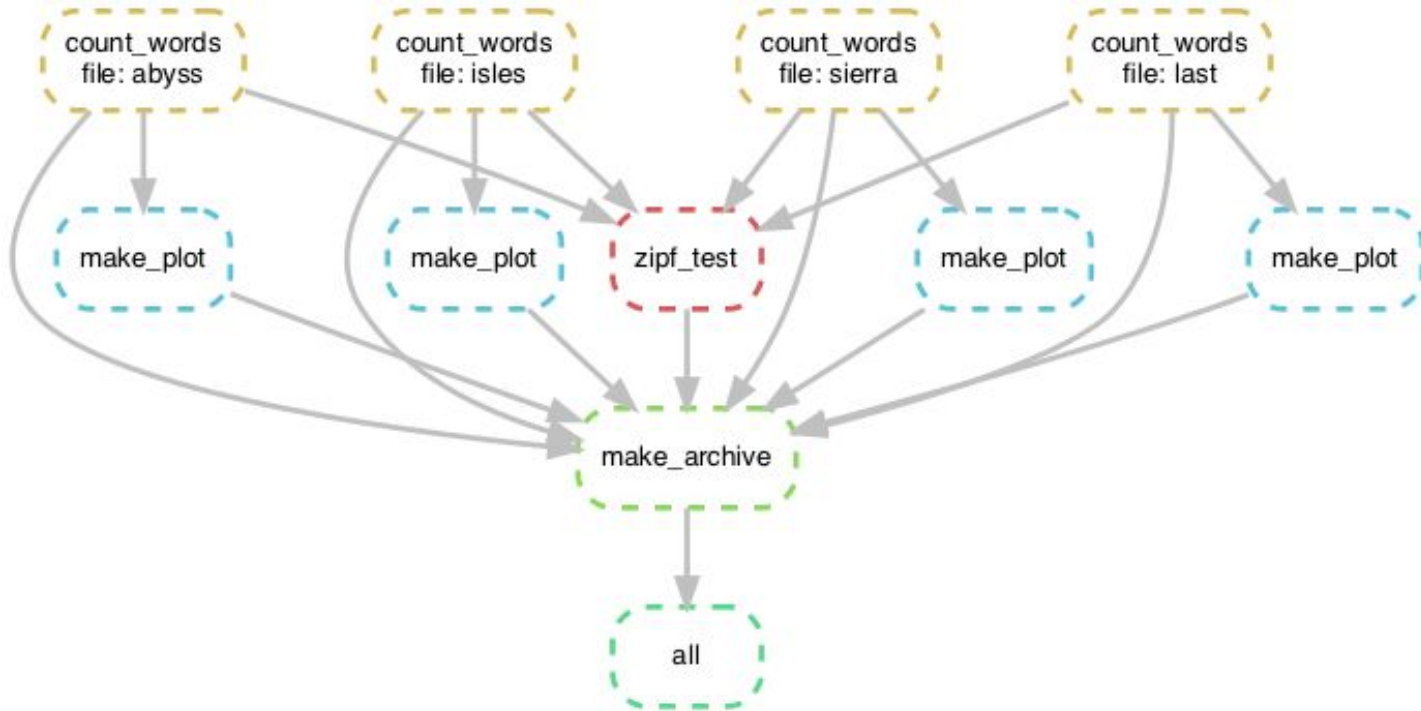 count_words
file: abyss
count_words
file: isles
count_words
file: sierra
count_words
file: last
make_plot
make_plot
zipf_test
make_plot
make_plot
make_archive
all